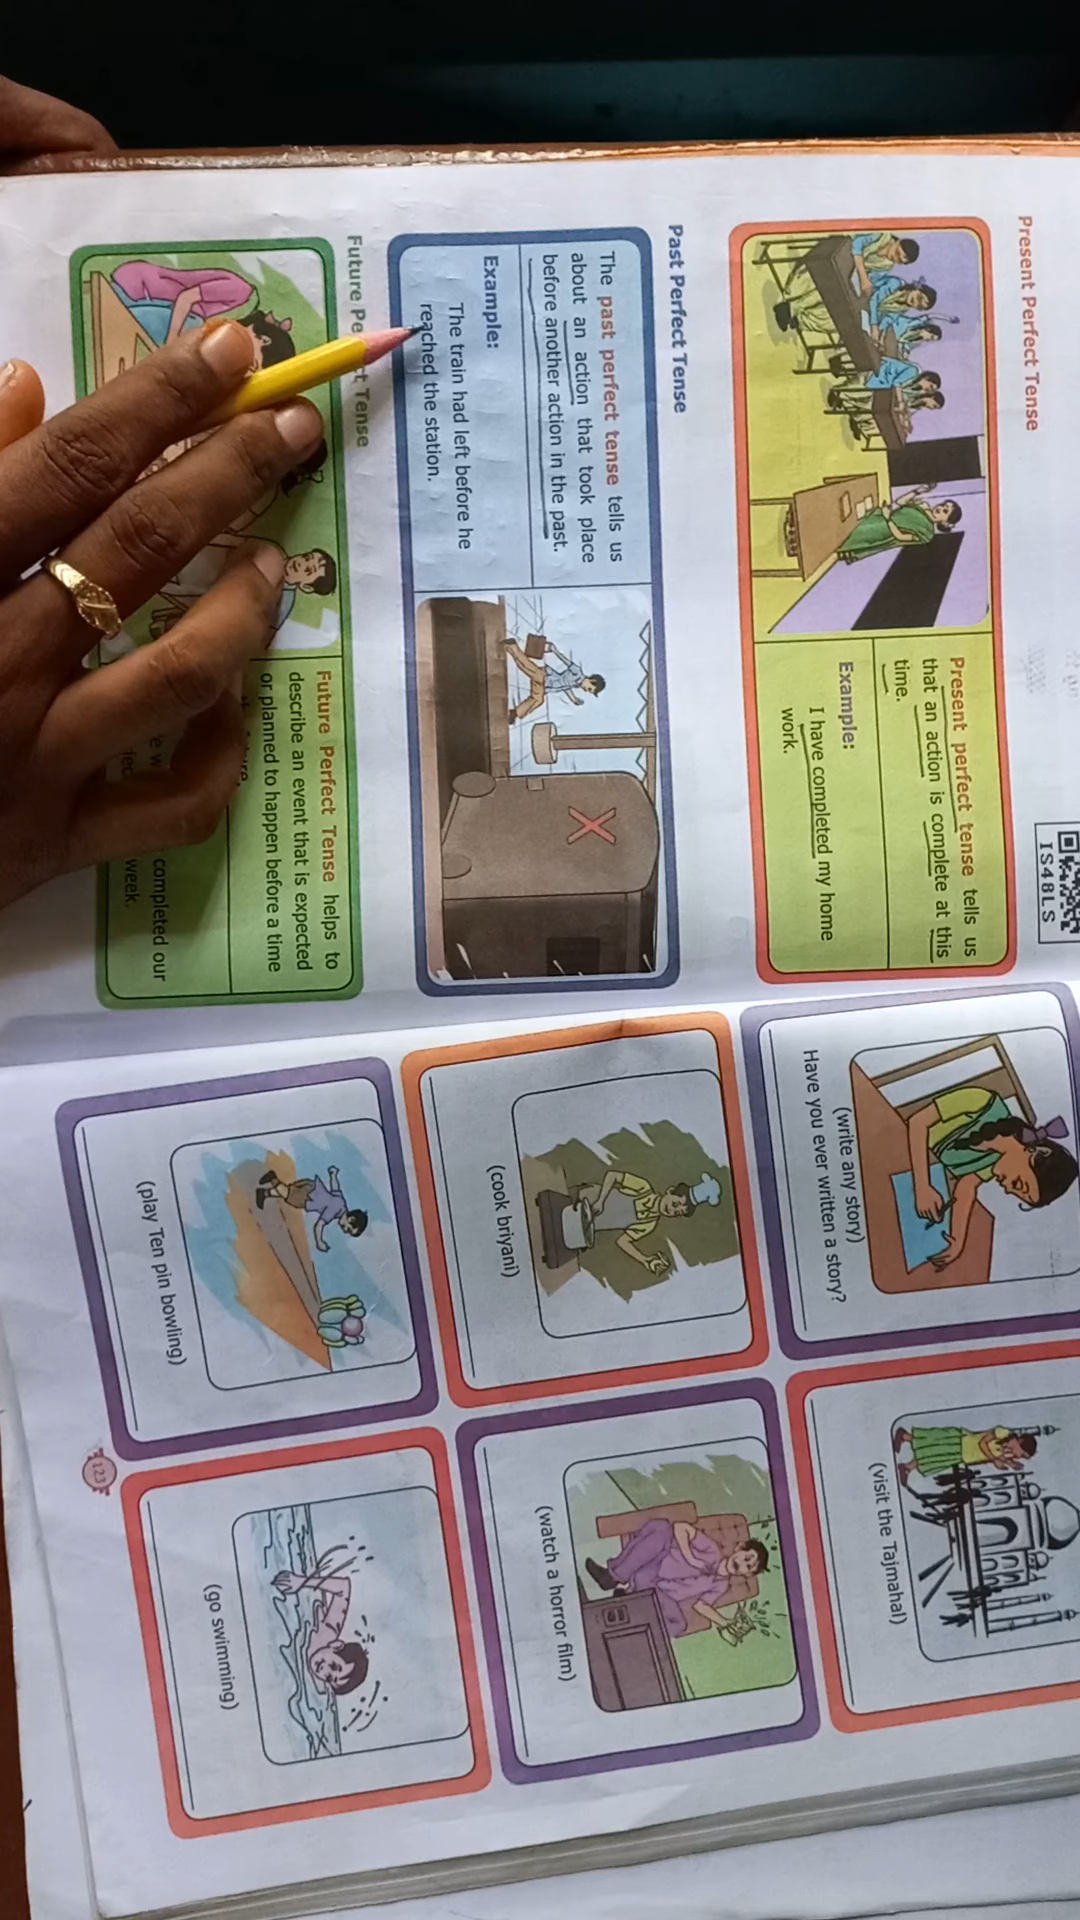 IS48LS
Present Perfect Tense
Present perfect tense tells us
that an action is complete at this
time.
Example:
I have completed my home
work.
Past Perfect Tense
The past perfect tense tells us
about an action that took place
before another action in the past.
Example:
The train had left before he
reached the station.
Future Tense
Future Perfect Tense helps to
describe an event that is expected
or planned to happen before a time
completed our
week.
(write any story)
Have you ever written a story?
(visit the Tajmahal)
(cook briyani)
(watch a horror film)
(play Ten pin bowling)
(go swimming)
123